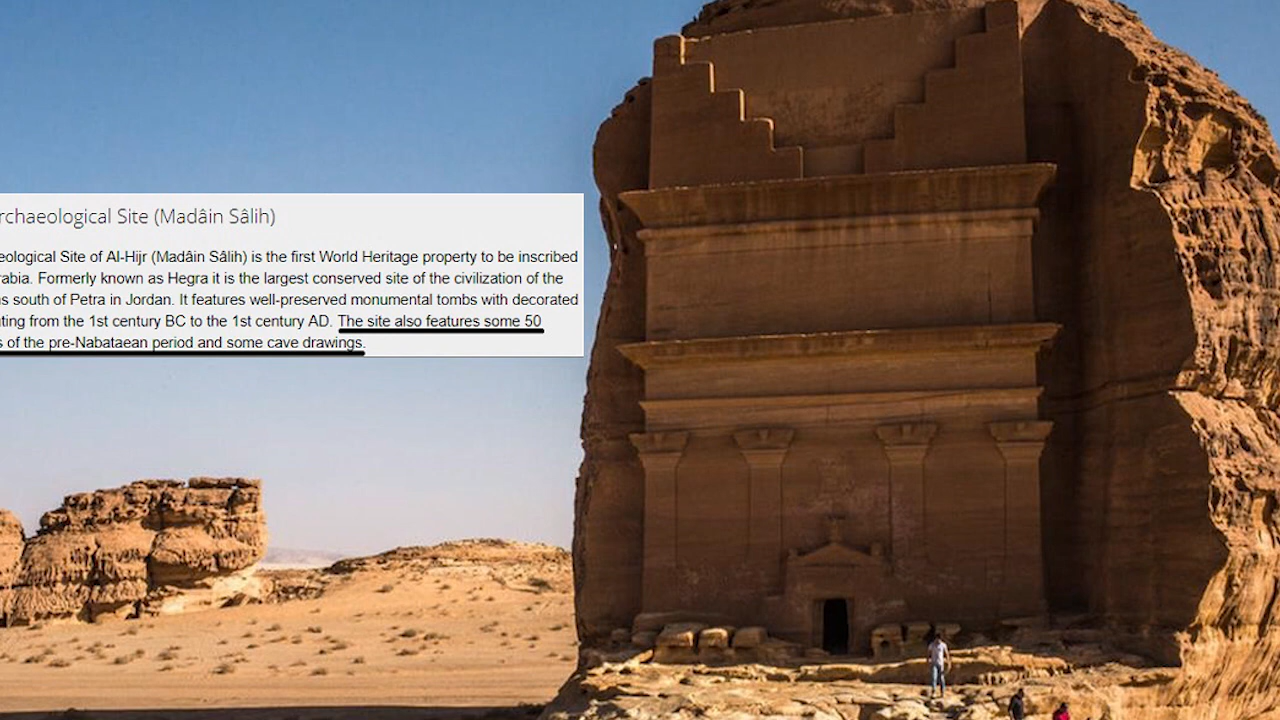 rchaeological Site (Madâin Sâlih)
eological Site of Al-Hijr (Madâin Sâlih) is the first World Heritage property to be inscribed
rabia. Formerly known as Hegra it is the largest conserved site of the civilization of the
s south of Petra in Jordan. It features well-preserved monumental tombs with decorated
ting from the 1st century BC to the 1st century AD. The site also features some 50
s of the pre-Nabataean period and some cave drawings.